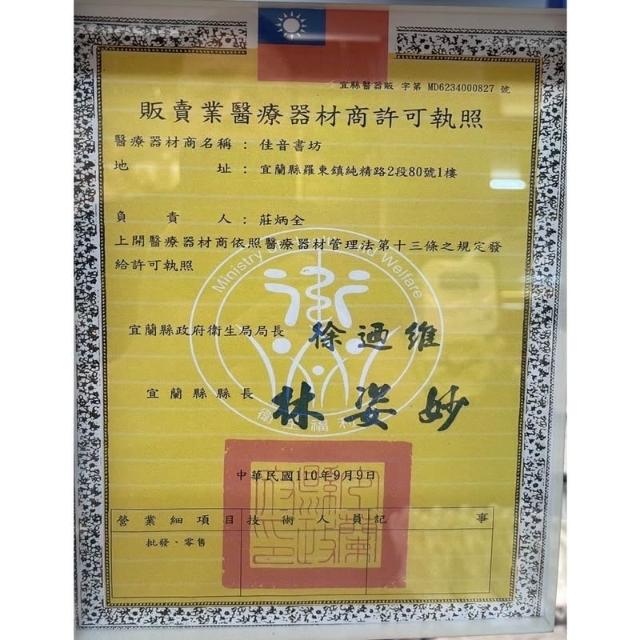 宜縣醫器販 字第 MD6234000827 號
販賣業醫療器材商許可執照
醫療器材商名稱：佳音書坊
地址：宜蘭縣羅東鎮純精路2段80號1樓
負責人：莊炳全
上開醫療器材商依照醫療器材管理法第十三條之規定發
給許可執照
Ministry and Welfare
宜蘭縣政府衛生局局長 徐迺維
宜蘭縣縣長 林姿妙
中華民國110年9月9日
營業細項目 技術人員 記事
批發、零售